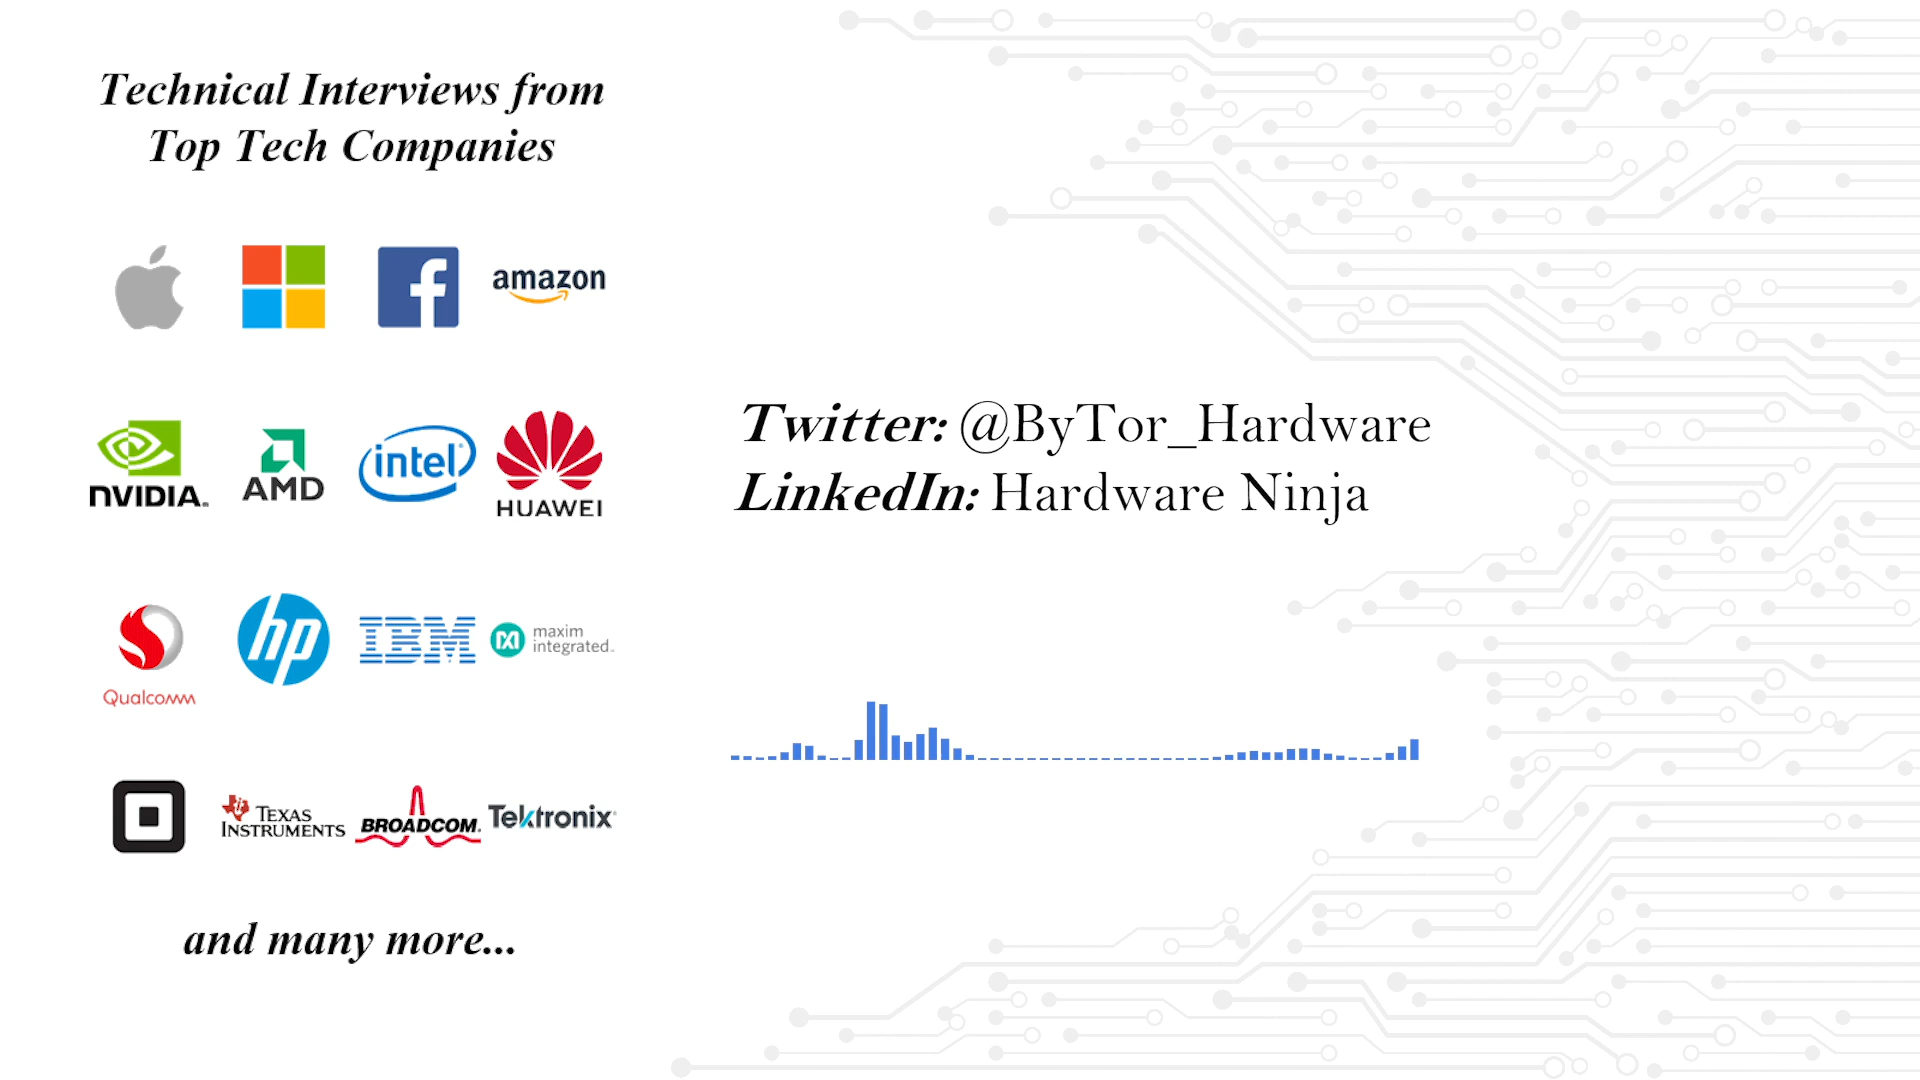 Technical Interviews from
Top Tech Companies
amazon
nVIDIA.
AMD
intel
HUAWEI
Qualcomm
hp
IBM
maxim
integrated.
TEXAS
INSTRUMENTS
BROADCOM.
Tektronix
and many more...
Twitter: @ByTor_Hardware
LinkedIn: Hardware Ninja